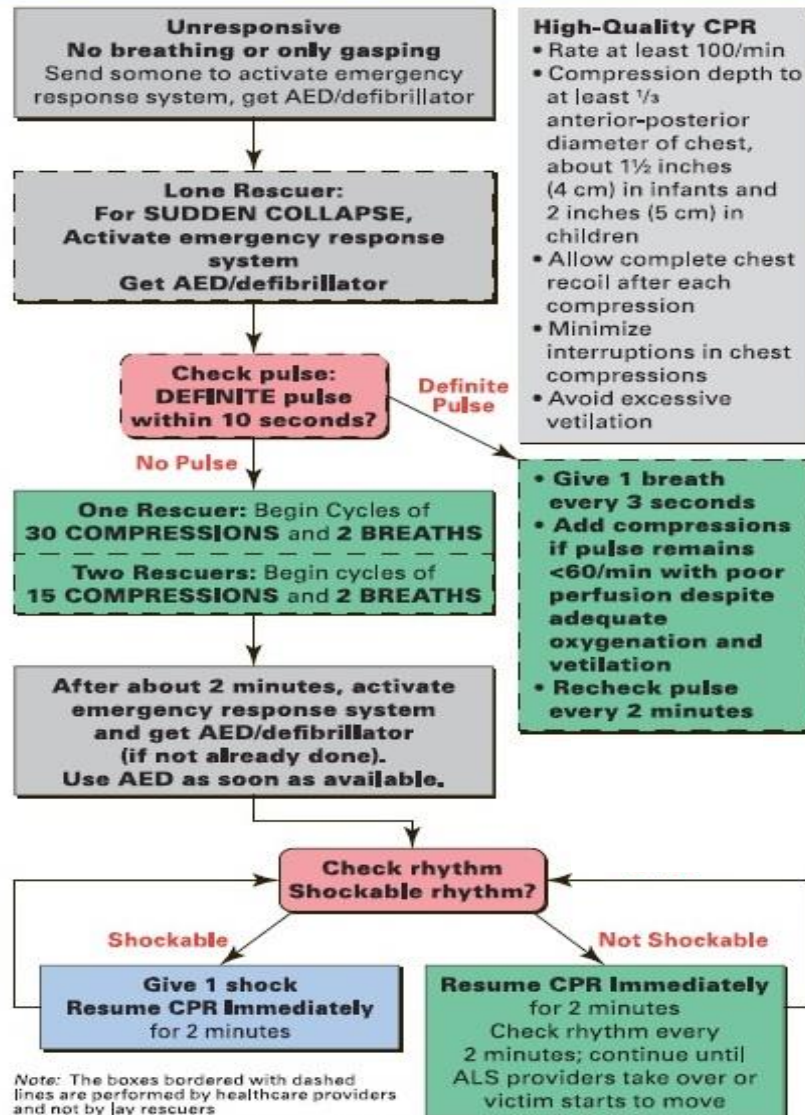 Unresponsive
No breathing or only gasping
Send somone to activate emergency
response system, get AED/defibrillator
High-Quality CPR
• Rate at least 100/min
• Compression depth to
at least 1/3
anterior-posterior
diameter of chest,
about 1½ inches
(4 cm) in infants and
2 inches (5 cm) in
children
• Allow complete chest
recoil after each
compression
• Minimize
interruptions in chest
compressions
• Avoid excessive
vetilation
Lone Rescuer:
For SUDDEN COLLAPSE,
Activate emergency response
system
Get AED/defibrillator
Check pulse:
DEFINITE pulse
within 10 seconds?
Definite
Pulse
No Pulse
• Give 1 breath
every 3 seconds
• Add compressions
if pulse remains
<60/min with poor
perfusion despite
adequate
oxygenation and
vetilation
• Recheck pulse
every 2 minutes
One Rescuer: Begin Cycles of
30 COMPRESSIONS and 2 BREATHS
Two Rescuers: Begin cycles of
15 COMPRESSIONS and 2 BREATHS
After about 2 minutes, activate
emergency response system
and get AED/defibrillator
(if not already done).
Use AED as soon as available.
Check rhythm
Shockable rhythm?
Shockable
Not Shockable
Give 1 shock
Resume CPR Immediately
for 2 minutes
Resume CPR Immediately
for 2 minutes
Check rhythm every
2 minutes; continue until
ALS providers take over or
victim starts to move
Note: The boxes bordered with dashed
lines are performed by healthcare providers
and not by lay rescuers